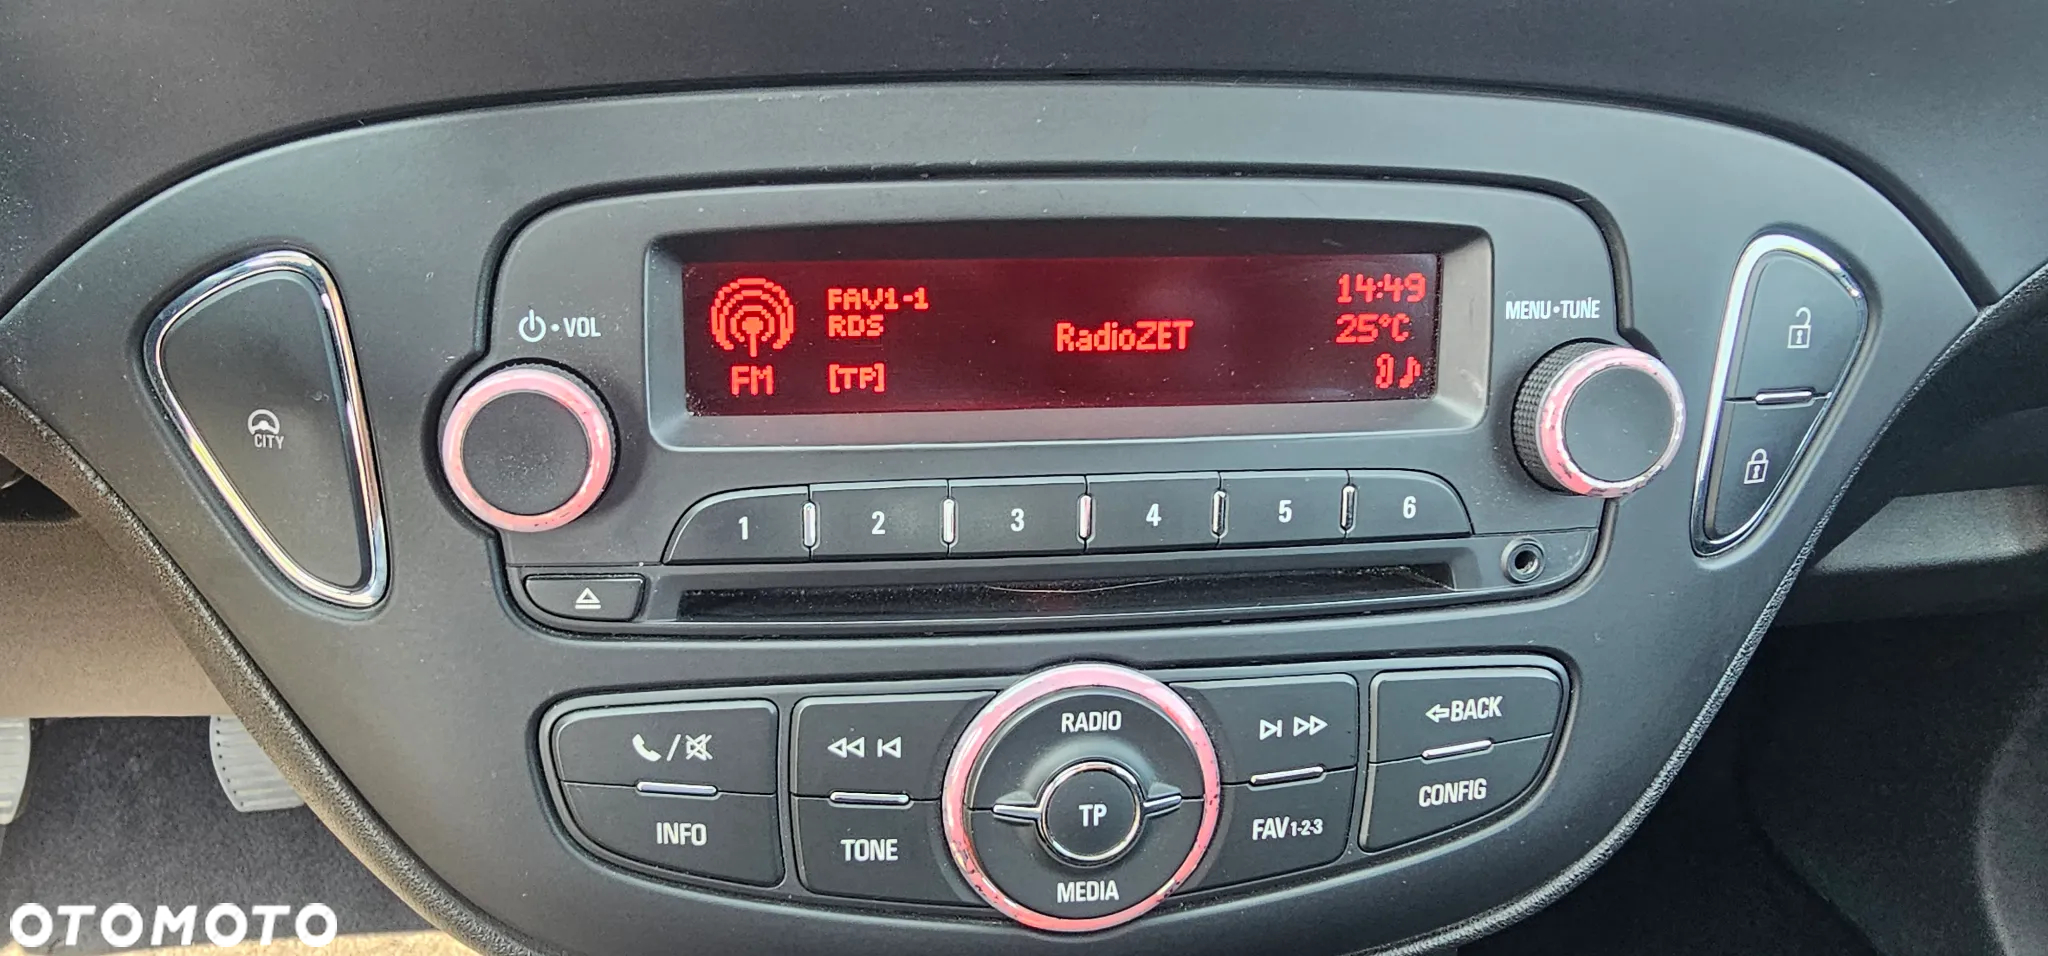 FAV1-1
RDS
FM
[TP]
RadioZET
14:49
25°C
VOL
MENU•TUNE
CITY
1 2 3 4 5 6
RADIO
TP
MEDIA
INFO
TONE
FAV1-2-3
BACK
CONFIG
OTOMOTO